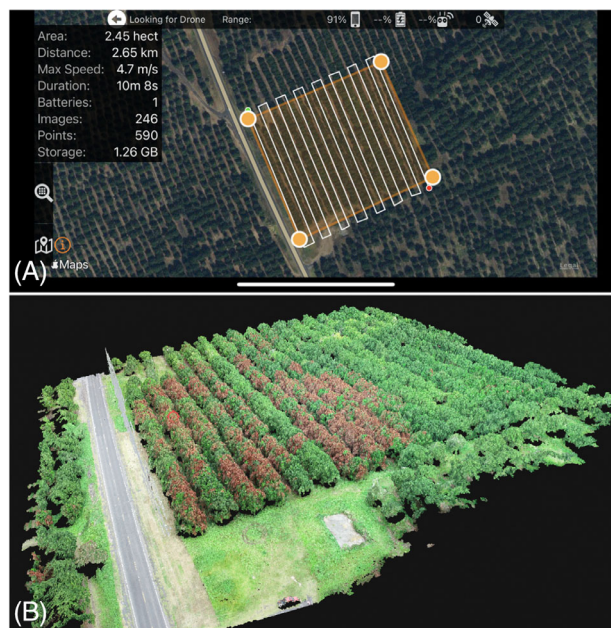 Looking for Drone Range: 91% --% --% 0
Area: 2.45 hect
Distance: 2.65 km
Max Speed: 4.7 m/s
Duration: 10m 8s
Batteries: 1
Images: 246
Points: 590
Storage: 1.26 GB
Maps
Legal
(A)
(B)